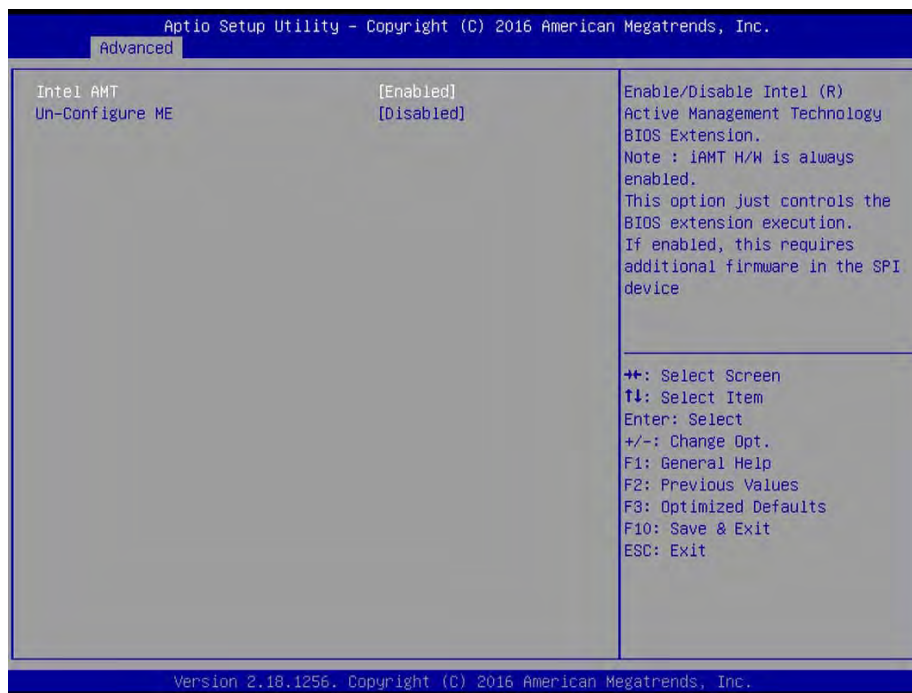 Aptio Setup Utility – Copyright (C) 2016 American Megatrends, Inc.
Advanced
Intel AMT [Enabled]
Un-Configure ME [Disabled]
Enable/Disable Intel (R)
Active Management Technology
BIOS Extension.
Note : iAMT H/W is always
enabled.
This option just controls the
BIOS extension execution.
If enabled, this requires
additional firmware in the SPI
device
→←: Select Screen
↑↓: Select Item
Enter: Select
+/-: Change Opt.
F1: General Help
F2: Previous Values
F3: Optimized Defaults
F10: Save & Exit
ESC: Exit
Version 2.18.1256. Copyright (C) 2016 American Megatrends, Inc.